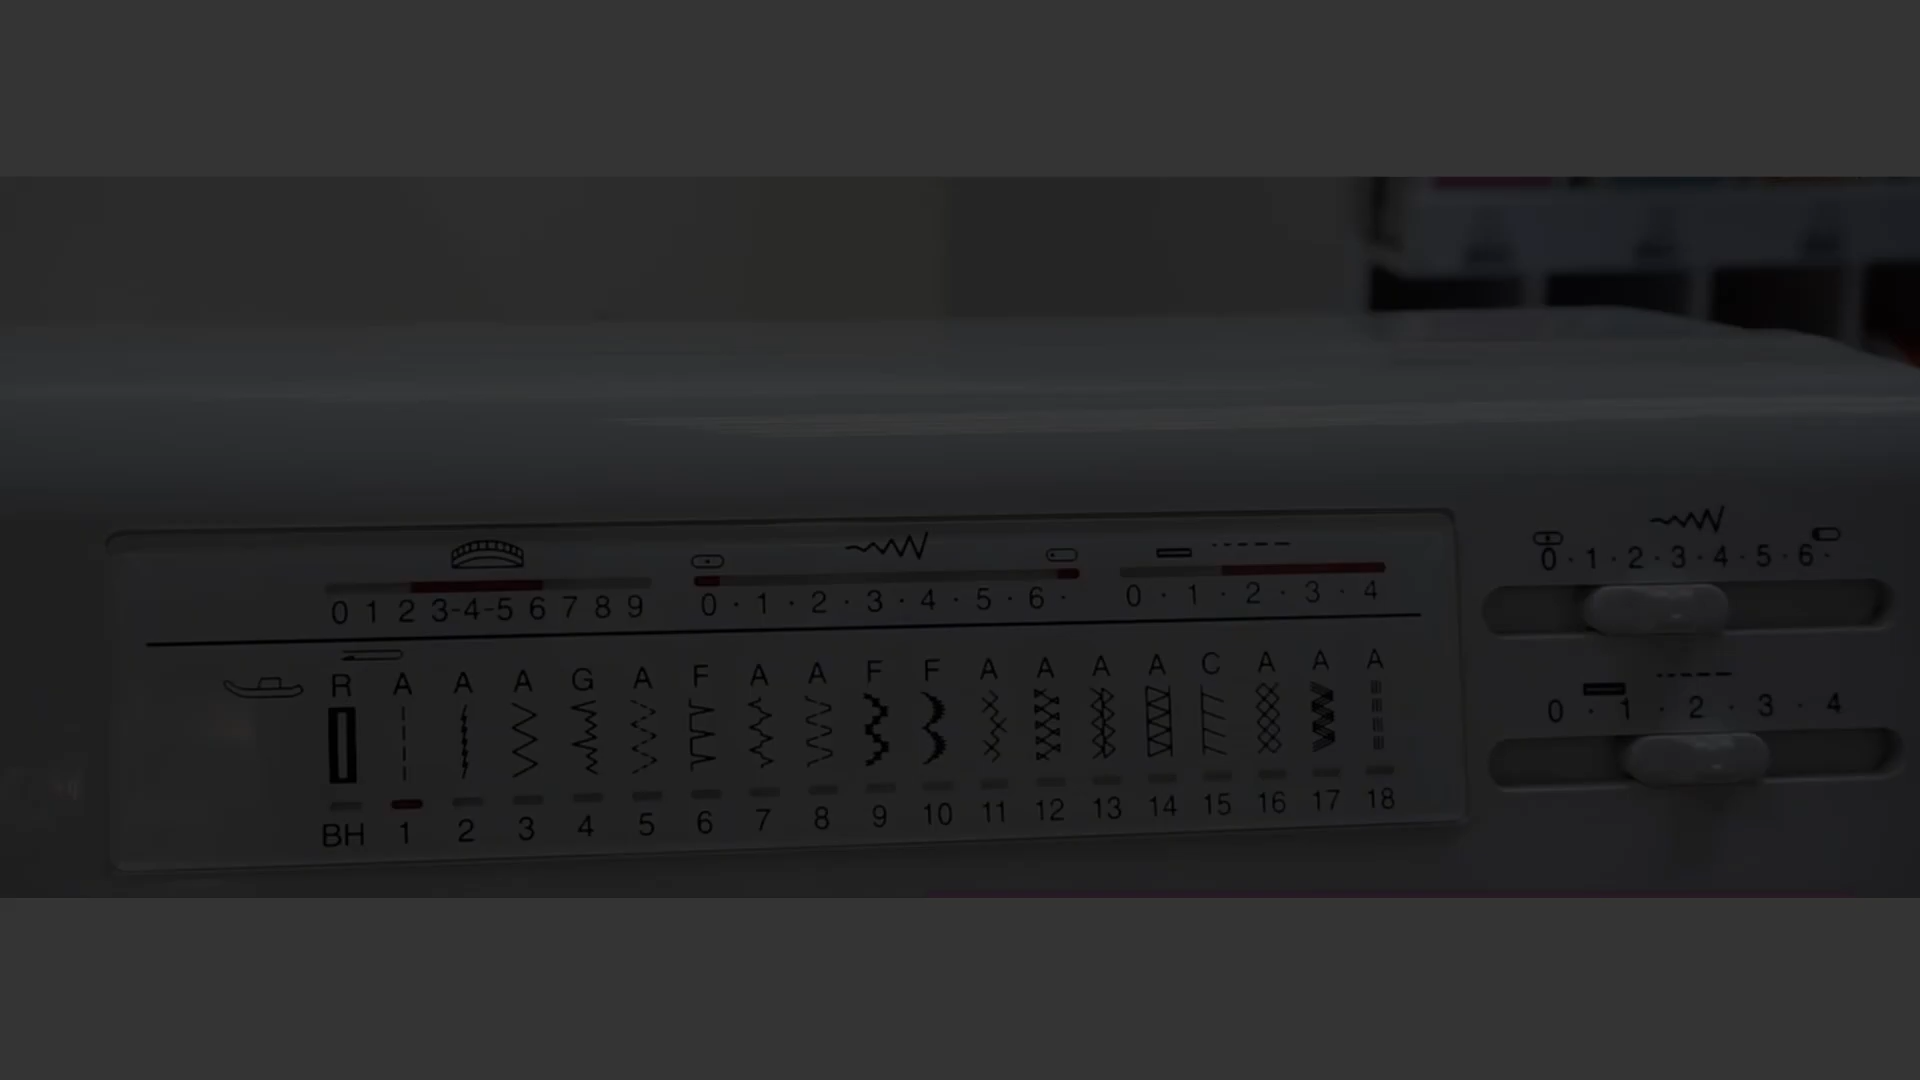 0 1 2 3-4-5 6 7 8 9
0 · 1 · 2 · 3 · 4 · 5 · 6 ·
0 · 1 · 2 · 3 · 4
R A A A G A F A A F F A A A A C A A A
BH 1 2 3 4 5 6 7 8 9 10 11 12 13 14 15 16 17 18
0 · 1 · 2 · 3 · 4 · 5 · 6 ·
0 · 1 · 2 · 3 · 4